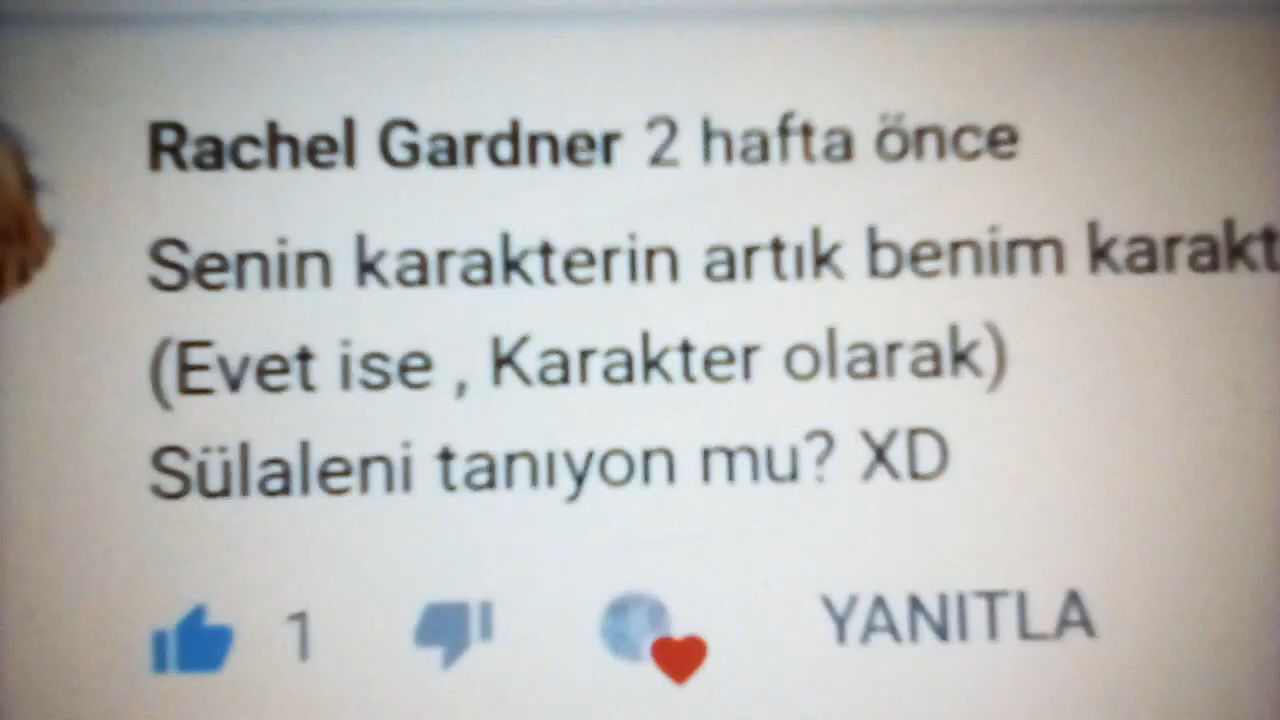 Rachel Gardner 2 hafta önce
Senin karakterin artık benim
(Evet ise , Karakter olarak)
Sülaleni tanıyon mu? XD
1
YANITLA